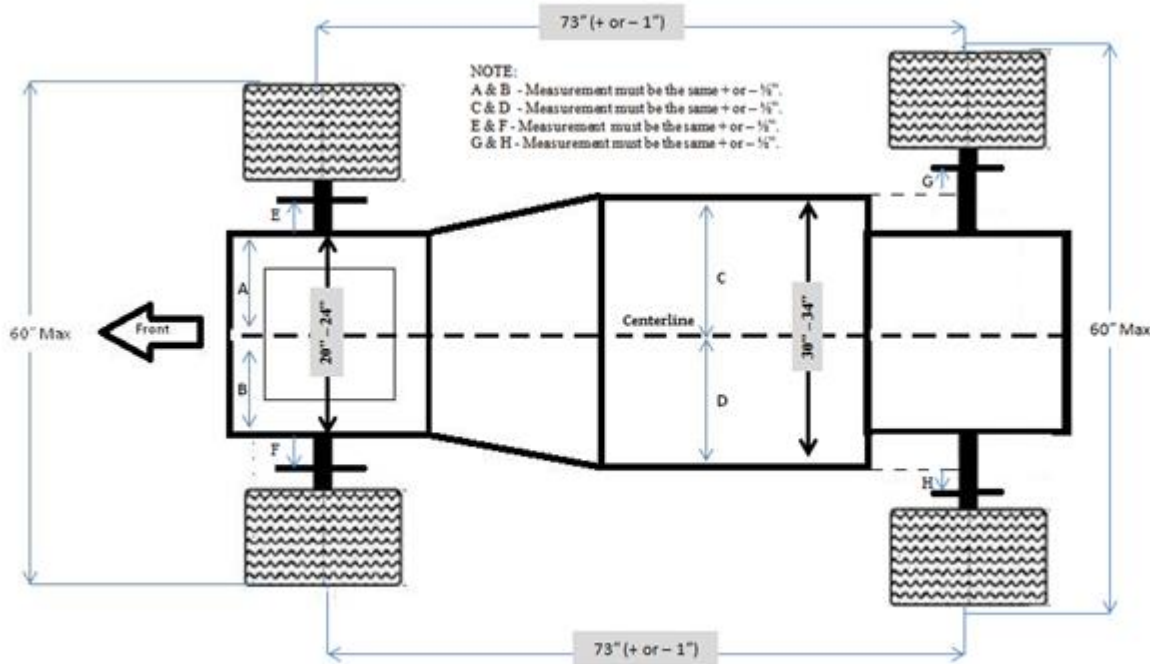 73" (+ or – 1")
NOTE:
A & B - Measurement must be the same + or – ½".
C & D - Measurement must be the same + or – ½".
E & F - Measurement must be the same + or – ½".
G & H - Measurement must be the same + or – ½".
G
E
A
C
60" Max
Front
20" – 24"
Centerline
30" – 34"
60" Max
B
D
F
H
73" (+ or – 1")